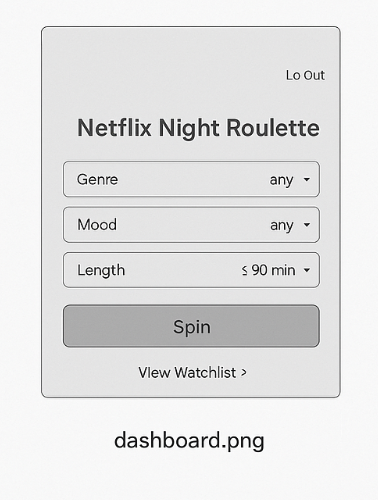 Lo Out
Netflix Night Roulette
Genre any
Mood any
Length ≤ 90 min
Spin
VIew Watchlist >
dashboard.png